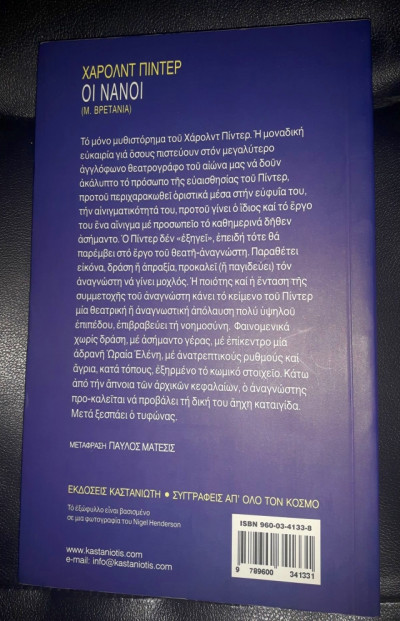 ΧΑΡΟΛΝΤ ΠΙΝΤΕΡ
ΟΙ ΝΑΝΟΙ
(Μ. ΒΡΕΤΑΝΙΑ)
Τό μόνο μυθιστόρημα τοῦ Χάρολντ Πίντερ. Ἡ μοναδική
εὐκαιρία γιά ὅσους πιστεύουν στόν μεγαλύτερο
ἀγγλόφωνο θεατρογράφο τοῦ αἰώνα μας νά δοῦν
ἀκάλυπτο τό πρόσωπο τῆς εὐαισθησίας τοῦ Πίντερ,
προτοῦ περιχαρακωθεῖ ὁριστικά μέσα στήν εὐφυΐα του,
τήν αἰνιγματικότητά του, προτοῦ γίνει ὁ ἴδιος καί τό ἔργο
του ἕνα αἴνιγμα μέ προσωπεῖο τό καθημερινά δῆθεν
ἀσήμαντο. Ὁ Πίντερ δέν «ἐξηγεῖ», ἐπειδή τότε θά
παρέμβει στό ἔργο τοῦ θεατῆ-ἀναγνώστη. Παραθέτει
εἰκόνα, δράση ἤ ἀπραξία, προκαλεῖ (ἤ παγιδεύει) τόν
ἀναγνώστη νά γίνει μοχλός. Ἡ ποιότης καί ἡ ἔνταση τῆς
συμμετοχῆς τοῦ ἀναγνώστη κάνει τό κείμενο τοῦ Πίντερ
μία θεατρική ἤ ἀναγνωστική ἀπόλαυση πολύ ὑψηλοῦ
ἐπιπέδου, ἐπιβραβεύει τή νοημοσύνη. Φαινομενικά
χωρίς δράση, μέ ἀσήμαντο γέρας, μέ ἐπίκεντρο μία
ἀδρανῆ Ὡραία Ἑλένη, μέ ἀνατρεπτικούς ρυθμούς καί
ἄγρια, κατά τόπους, ἐξηρμένο τό κωμικό στοιχεῖο. Κάτω
ἀπό τήν ἄπνοια τῶν ἀρχικῶν κεφαλαίων, ὁ ἀναγνώστης
προ-καλεῖται νά προβάλει τή δική του ἄηχη καταιγίδα.
Μετά ξεσπάει ὁ τυφώνας.
ΜΕΤΑΦΡΑΣΗ ΠΑΥΛΟΣ ΜΑΤΕΣΙΣ
ΕΚΔΟΣΕΙΣ ΚΑΣΤΑΝΙΩΤΗ • ΣΥΓΓΡΑΦΕΙΣ ΑΠ' ΟΛΟ ΤΟΝ ΚΟΣΜΟ
Τό ἐξώφυλλο εἶναι βασισμένο
σε μια φωτογραφία του Nigel Henderson
www.kastaniotis.com
e-mail: info@kastaniotis.com
ISBN 960-03-4133-8
9 789600 341331